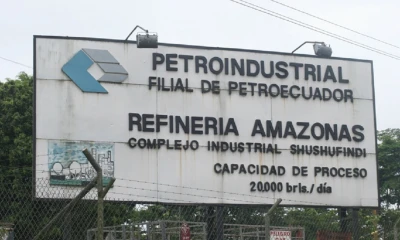 PETROINDUSTRIAL
FILIAL DE PETROECUADOR
REFINERIA AMAZONAS
COMPLEJO INDUSTRIAL SHUSHUFINDI
CAPACIDAD DE PROCESO
20.000 brls./día